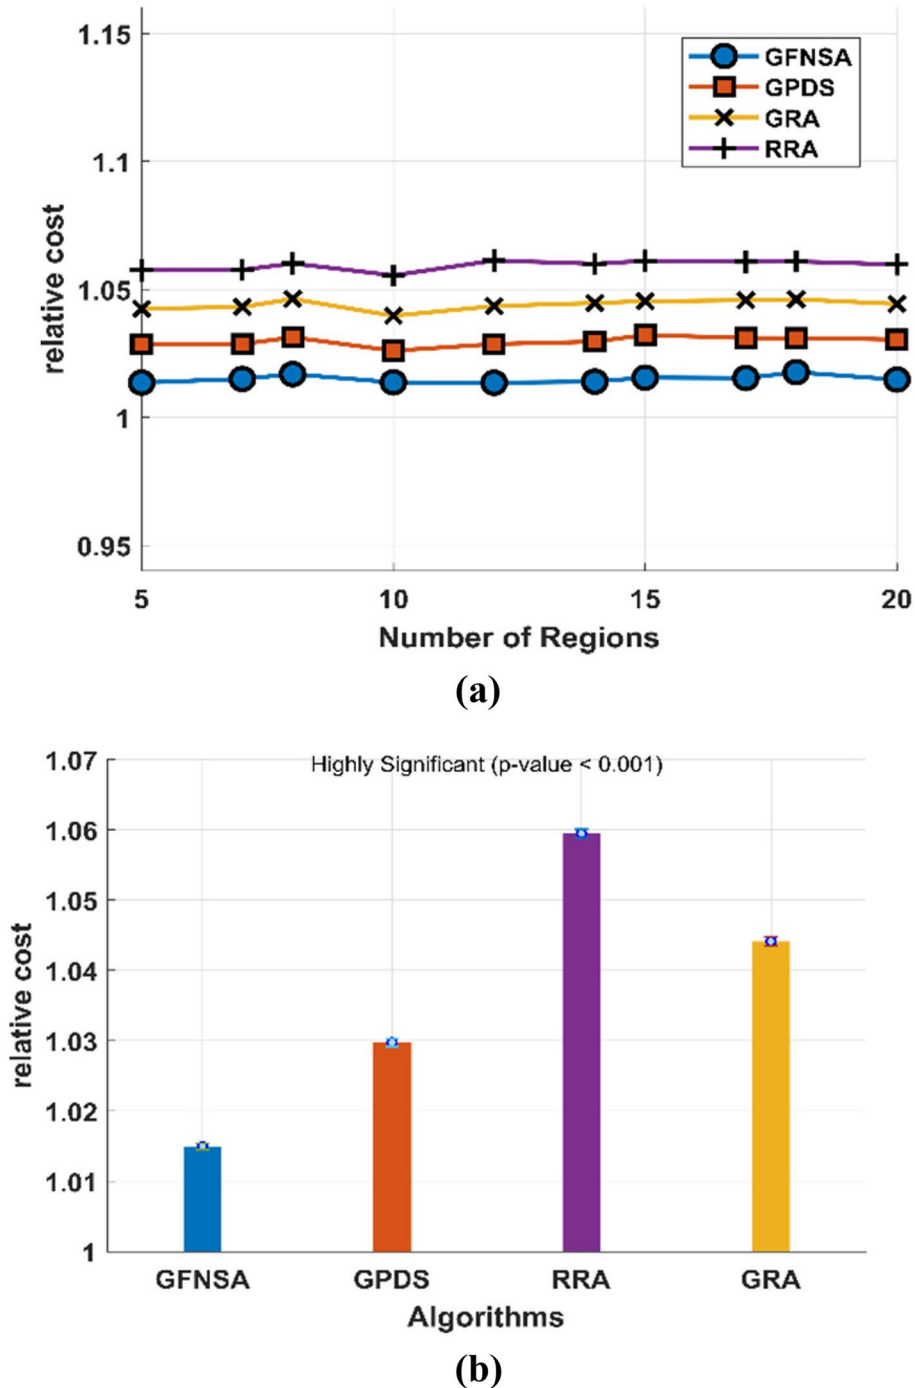 1.15
1.1
1.05
1
0.95
relative cost
GFNSA
GPDS
GRA
RRA
5 10 15 20
Number of Regions
(a)
1.07
1.06
1.05
1.04
1.03
1.02
1.01
1
relative cost
Highly Significant (p-value < 0.001)
GFNSA GPDS RRA GRA
Algorithms
(b)